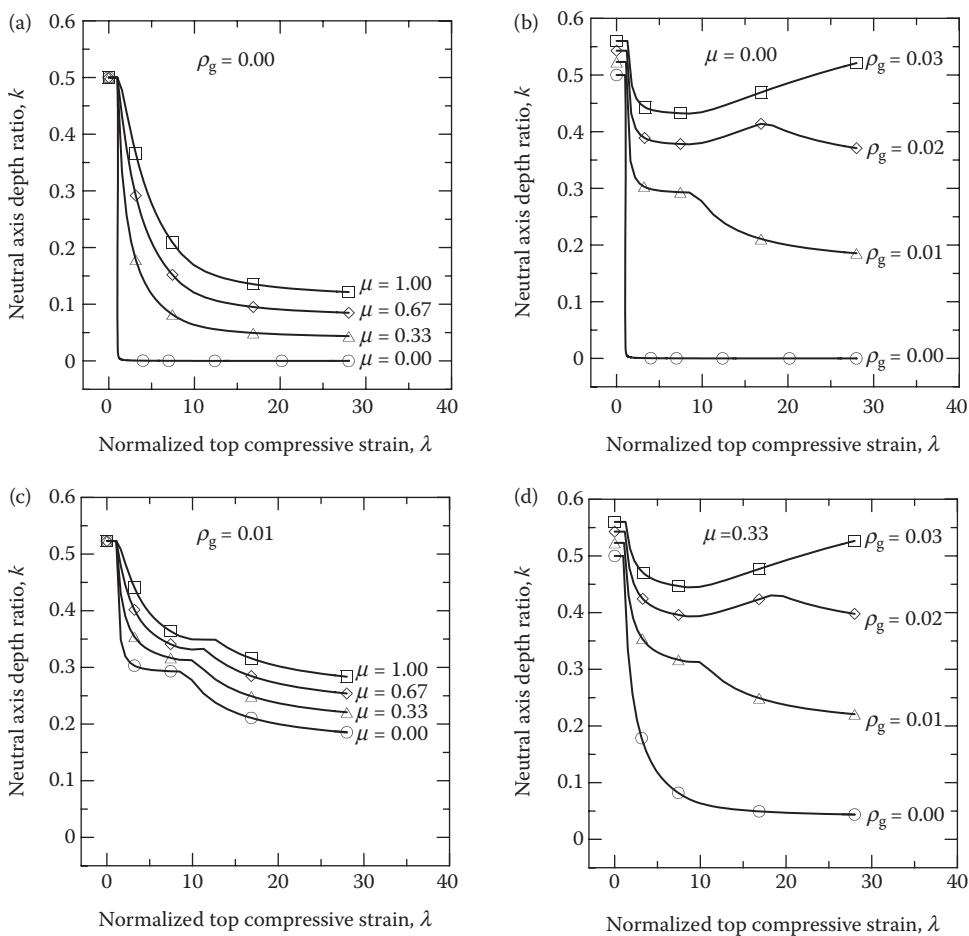 (a)
0.6
0.5
0.4
0.3
0.2
0.1
0
Neutral axis depth ratio, k
ρg = 0.00
μ = 1.00
μ = 0.67
μ = 0.33
μ = 0.00
0 10 20 30 40
Normalized top compressive strain, λ
(b)
0.6
0.5
0.4
0.3
0.2
0.1
0
Neutral axis depth ratio, k
μ = 0.00
ρg = 0.03
ρg = 0.02
ρg = 0.01
ρg = 0.00
0 10 20 30 40
Normalized top compressive strain, λ
(c)
0.6
0.5
0.4
0.3
0.2
0.1
0
Neutral axis depth ratio, k
ρg = 0.01
μ = 1.00
μ = 0.67
μ = 0.33
μ = 0.00
0 10 20 30 40
Normalized top compressive strain, λ
(d)
0.6
0.5
0.4
0.3
0.2
0.1
0
Neutral axis depth ratio, k
μ =0.33
ρg = 0.03
ρg = 0.02
ρg = 0.01
ρg = 0.00
0 10 20 30 40
Normalized top compressive strain, λ